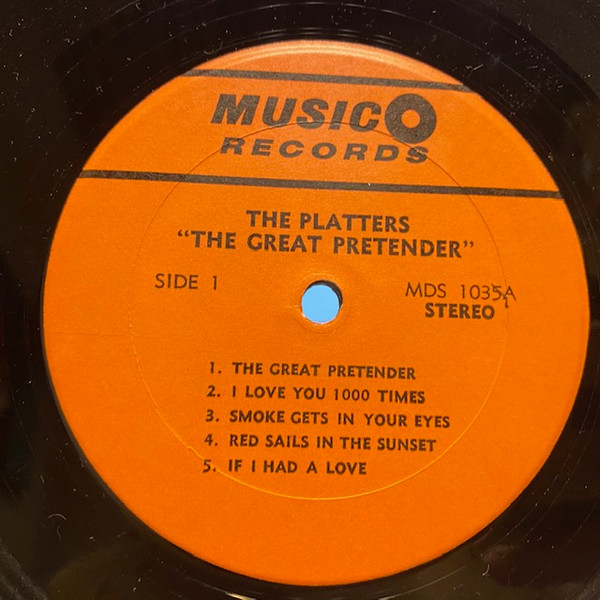 MUSICO
RECORDS
THE PLATTERS
"THE GREAT PRETENDER"
SIDE 1
MDS 1035A
STEREO
1. THE GREAT PRETENDER
2. I LOVE YOU 1000 TIMES
3. SMOKE GETS IN YOUR EYES
4. RED SAILS IN THE SUNSET
5. IF I HAD A LOVE